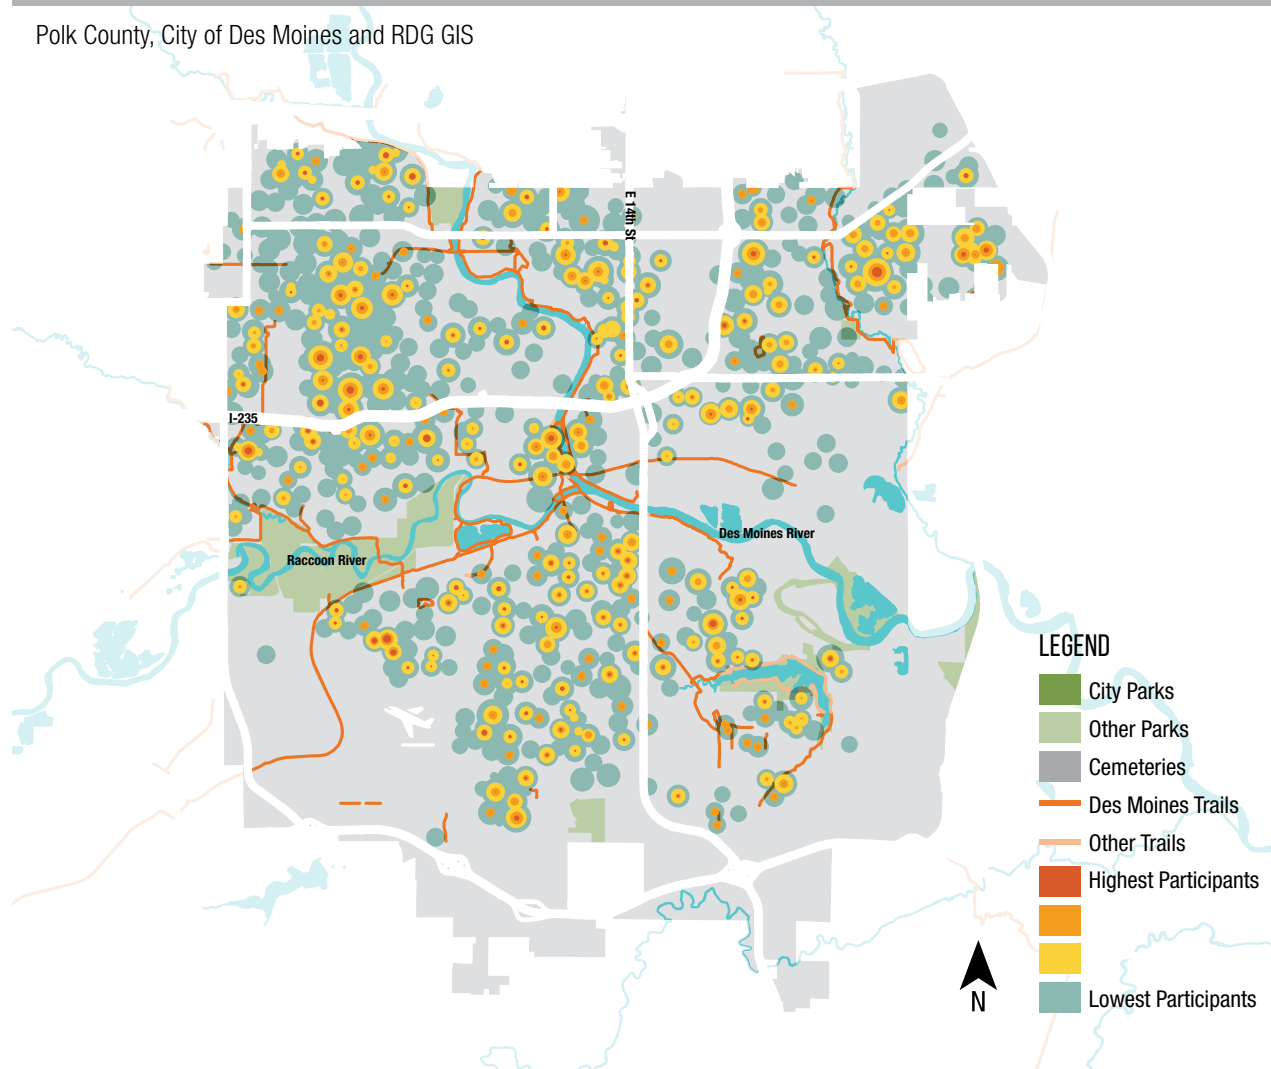 Polk County, City of Des Moines and RDG GIS
E 14th St
I-235
Des Moines River
Raccoon River
LEGEND
City Parks
Other Parks
Cemeteries
Des Moines Trails
Other Trails
Highest Participants
Lowest Participants
N